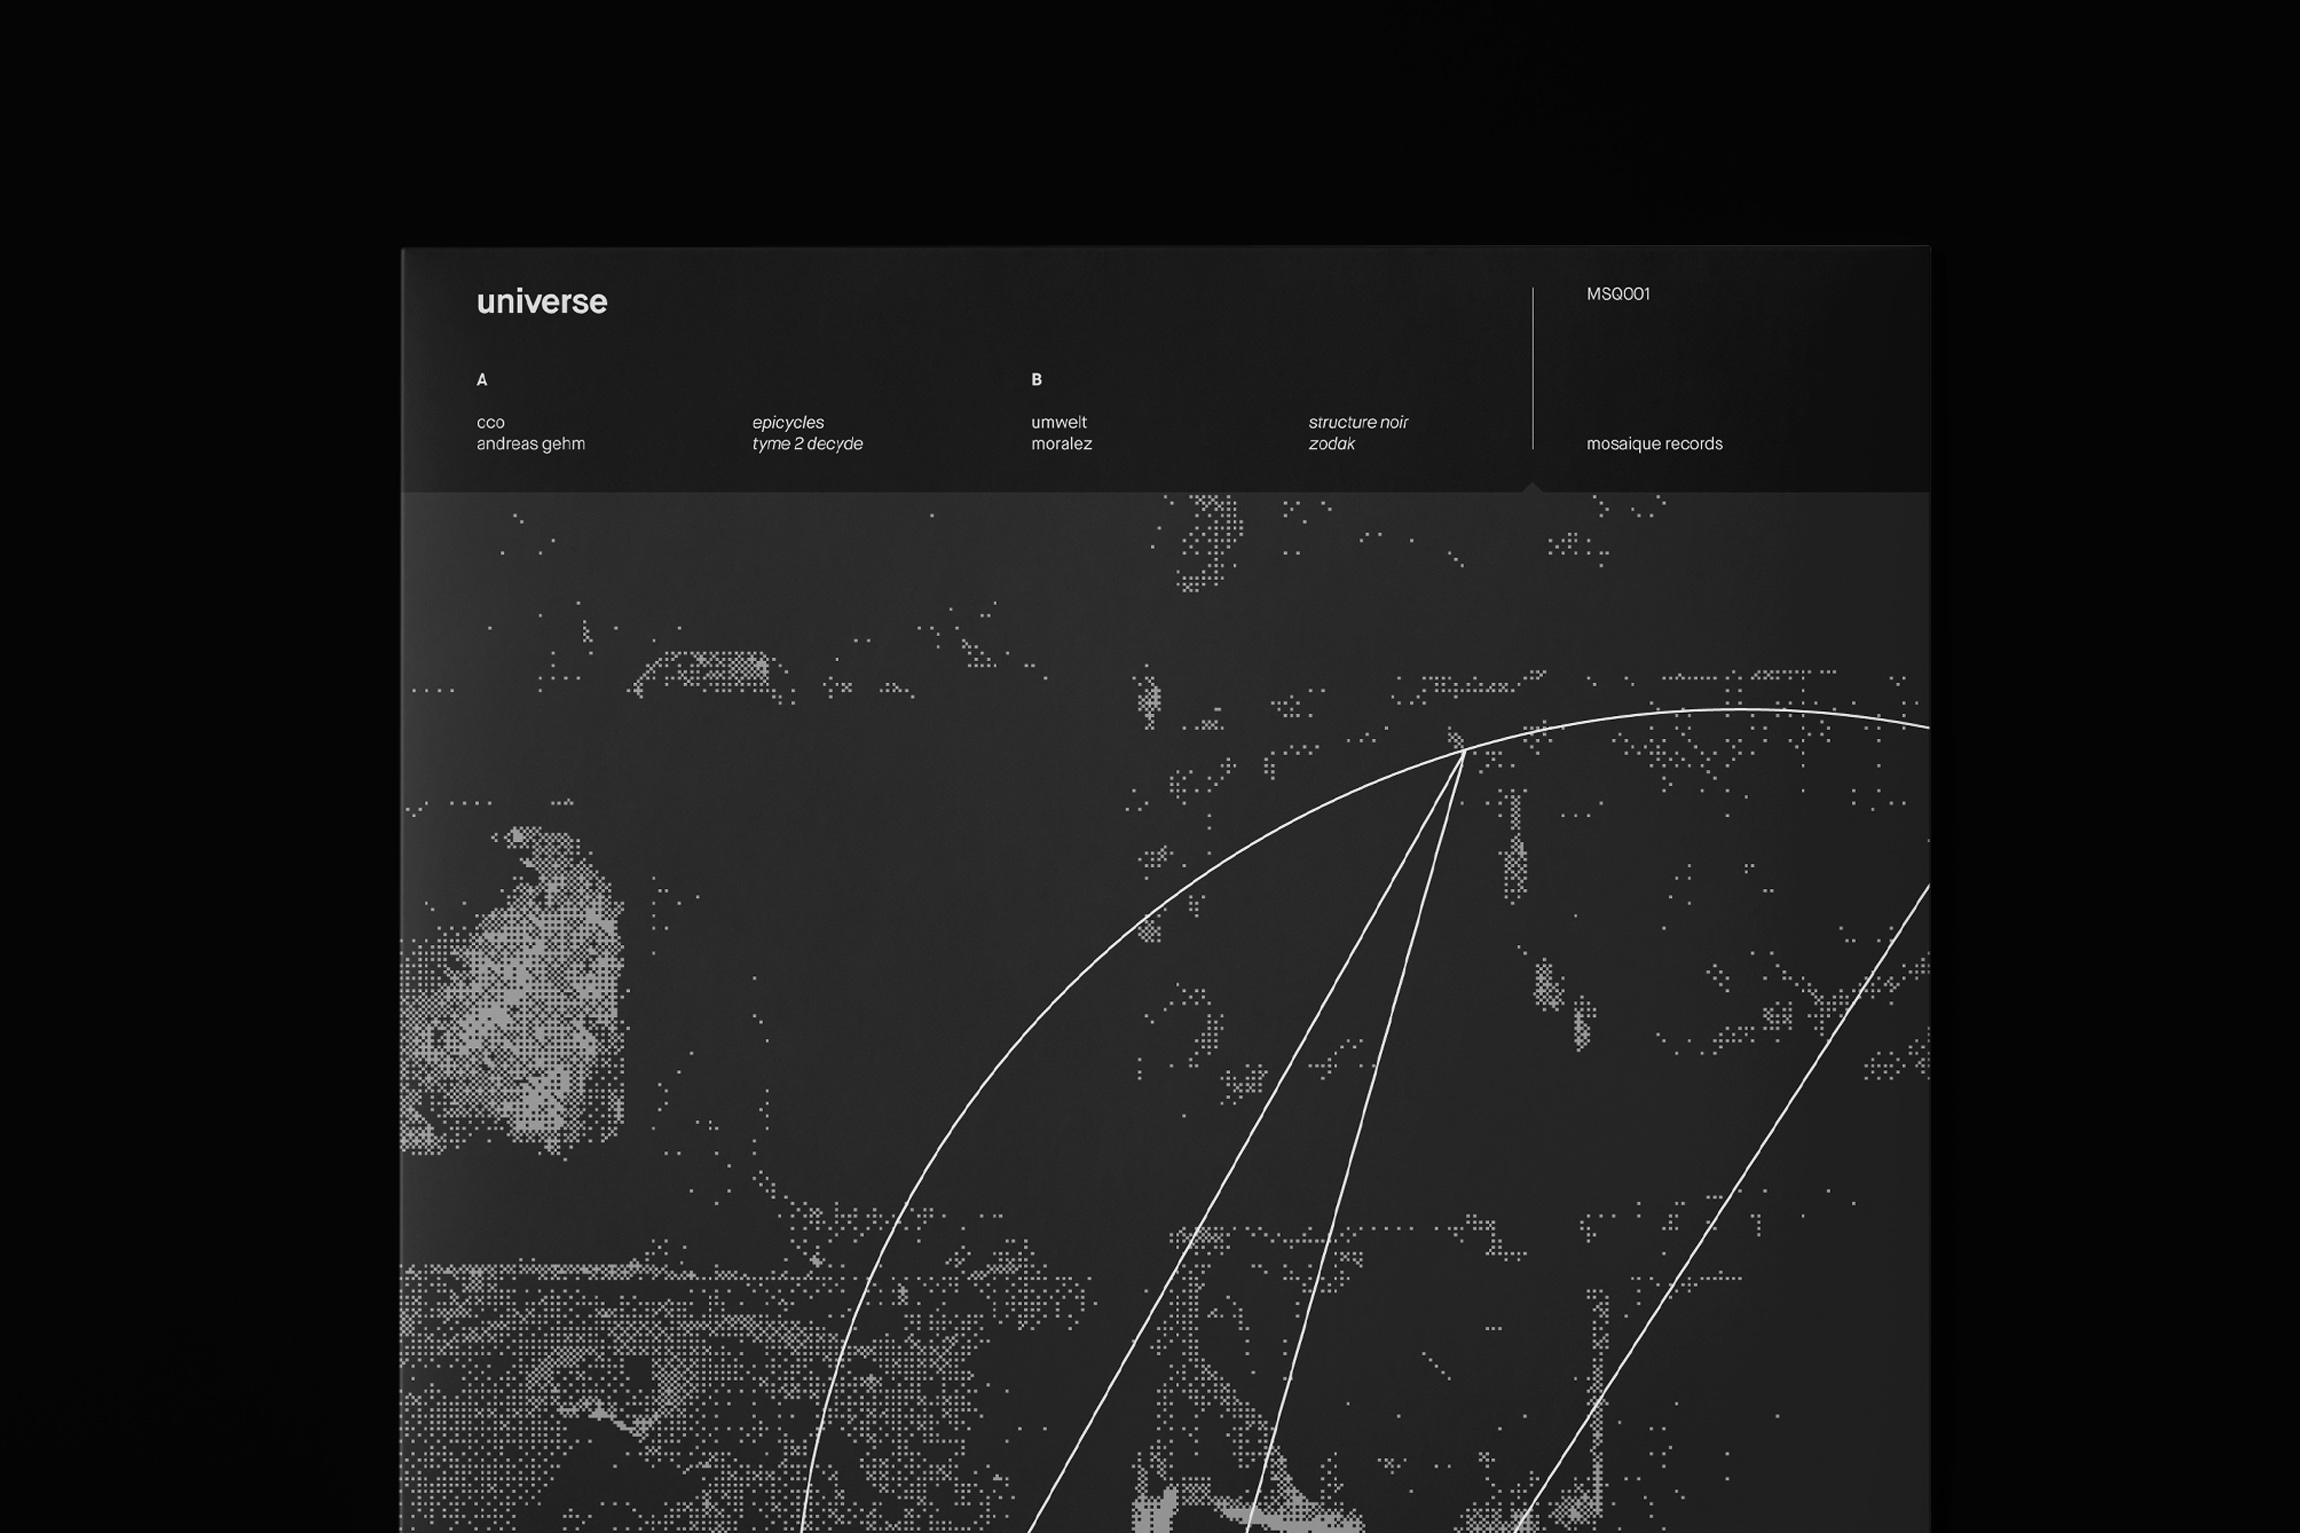 universe
MSQ001
A
B
cco
epicycles
umwelt
structure noir
andreas gehm
tyme 2 decyde
moralez
zodak
mosaique records